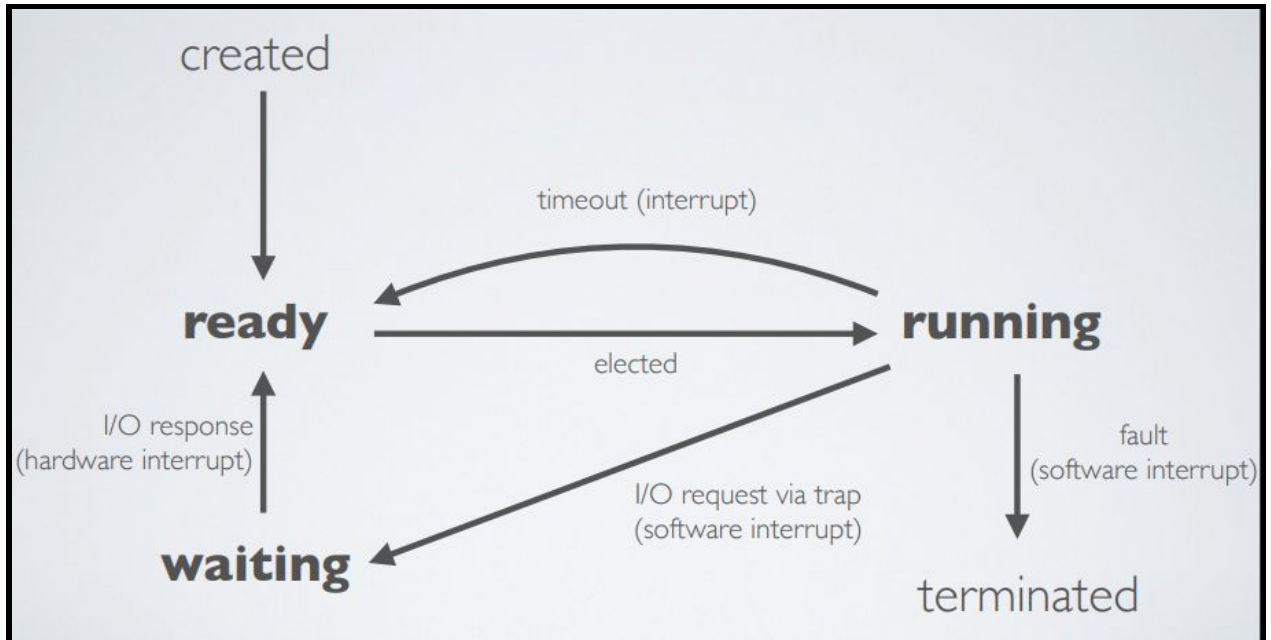 created
timeout (interrupt)
ready
running
elected
I/O response
(hardware interrupt)
fault
(software interrupt)
I/O request via trap
(software interrupt)
waiting
terminated